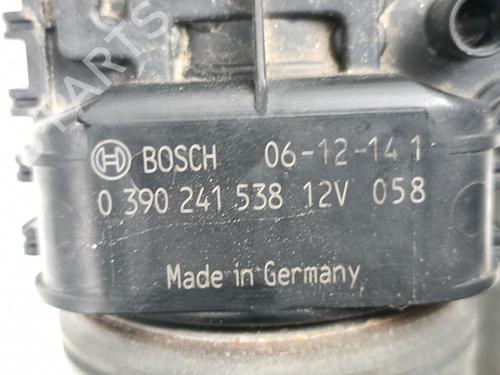 BOSCH 06-12-14 1
0 390 241 538 12V 058
Made in Germany